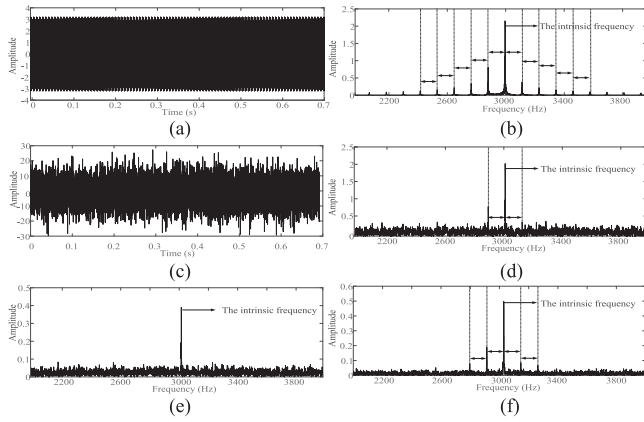 4
3
2
1
0
-1
-2
-3
-4
Amplitude
0 0.1 0.2 0.3 0.4 0.5 0.6 0.7
Time (s)
(a)
2.5
2
1.5
1
0.5
0
Amplitude
The intrinsic frequency
2200 2600 3000 3400 3800
Frequency (Hz)
(b)
30
20
10
0
-10
-20
-30
Amplitude
0 0.1 0.2 0.3 0.4 0.5 0.6 0.7
Time (s)
(c)
2.5
2
1.5
1
0.5
0
Amplitude
The intrinsic frequency
2200 2600 3000 3400 3800
Frequency (Hz)
(d)
0.5
0.4
0.3
0.2
0.1
0
Amplitude
The intrinsic frequency
2200 2600 3000 3400 3800
Frequency (Hz)
(e)
0.6
0.5
0.4
0.3
0.2
0.1
0
Amplitude
The intrinsic frequency
2200 2600 3000 3400 3800
Frequency (Hz)
(f)